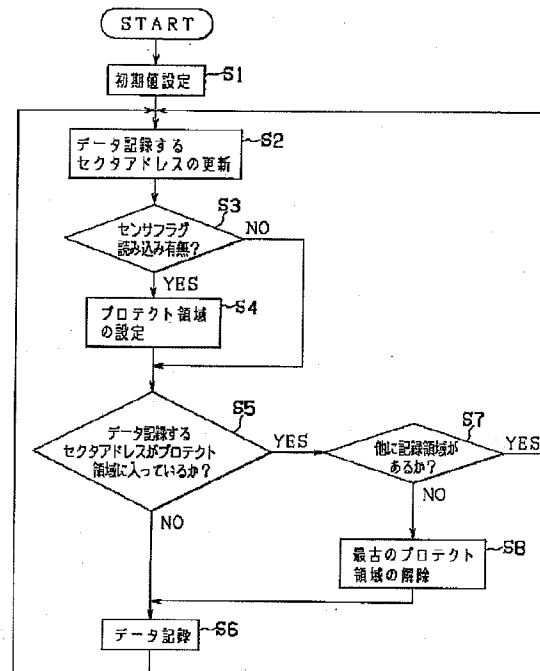 START
初期値設定
S1
データ記録する
セクタアドレスの更新
S2
センサフラグ
読み込み有無?
S3
NO
YES
プロテクト領域
の設定
S4
データ記録する
セクタアドレスがプロテクト
領域に入っているか?
S5
YES
NO
他に記録領域が
あるか?
S7
YES
NO
最古のプロテクト
領域の解除
S8
データ記録
S6